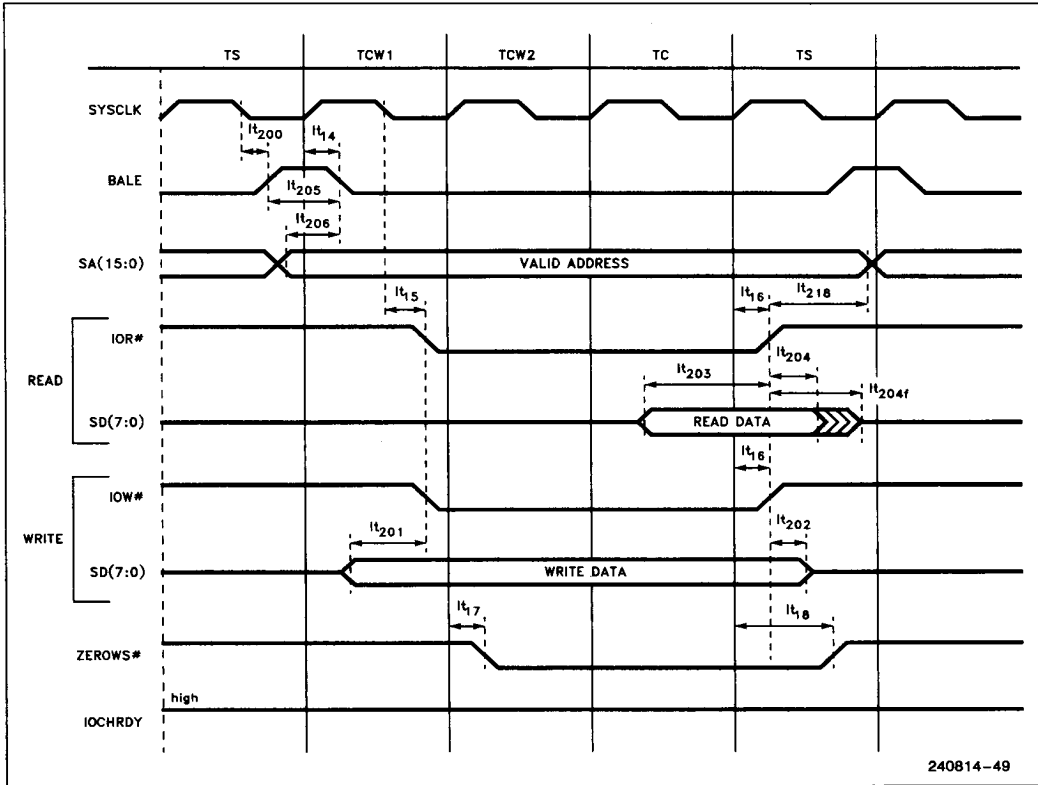 TS TCW1 TCW2 TC TS
SYSCLK
It200 It14
BALE
It205
It206
SA(15:0) VALID ADDRESS
It15 It16 It218
IOR#
It204
READ It203
It204f
SD(7:0) READ DATA
It16
IOW#
WRITE It201 It202
SD(7:0) WRITE DATA
It17 It18
ZEROWS#
high
IOCHRDY
240814-49